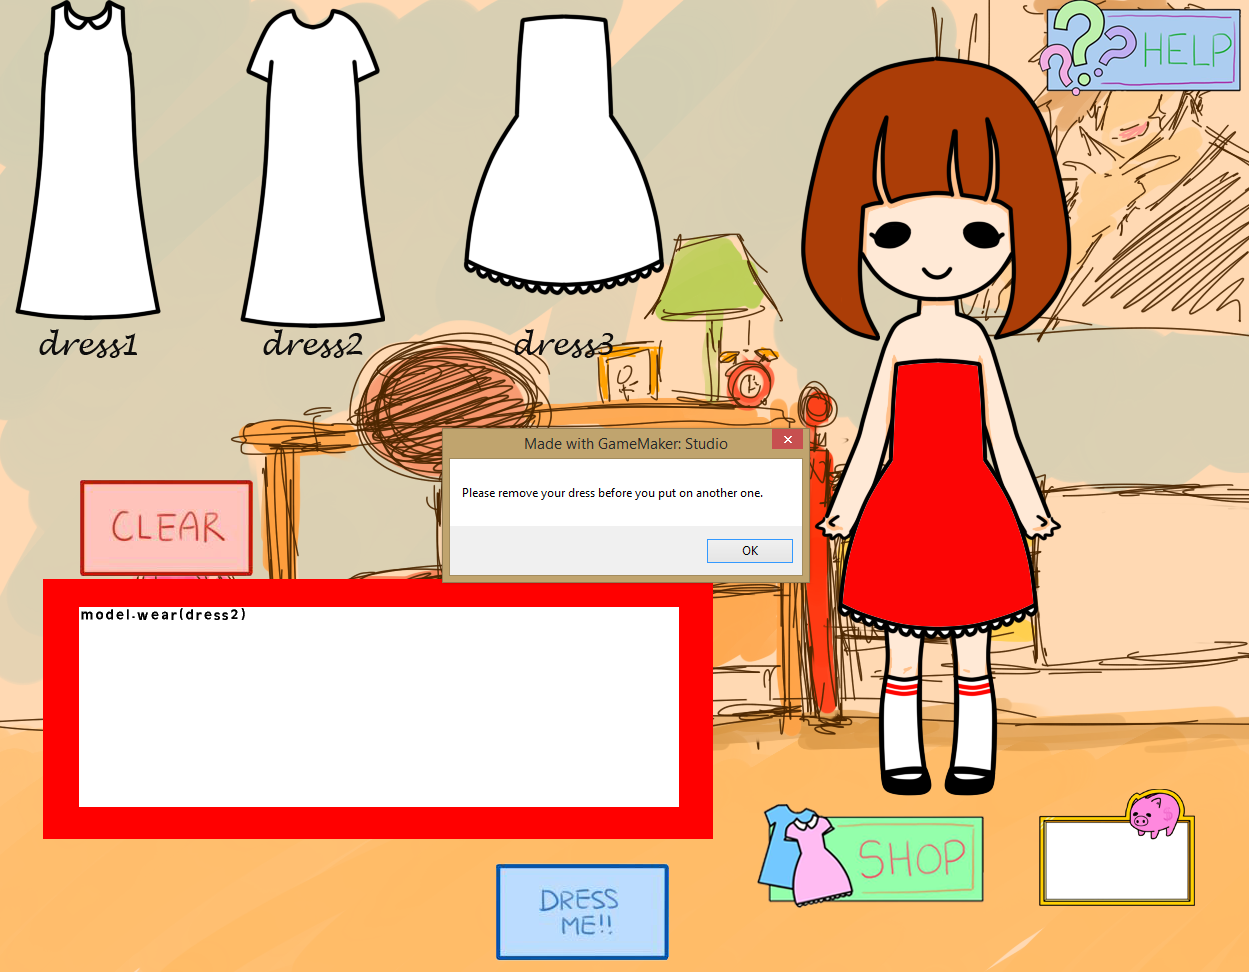 HELP
dress1
dress2
dress3
Made with GameMaker: Studio
Please remove your dress before you put on another one.
OK
CLEAR
model.wear(dress2)
SHOP
DRESS
ME!!